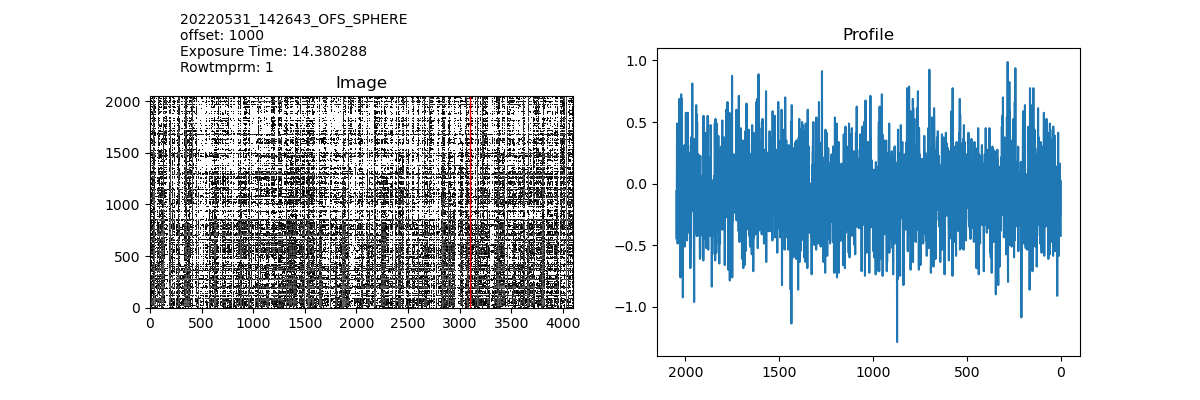 20220531_142643_OFS_SPHERE
offset: 1000
Exposure Time: 14.380288
Rowtmprm: 1
Image
2000
1500
1000
500
0
0 500 1000 1500 2000 2500 3000 3500 4000
Profile
1.0
0.5
0.0
−0.5
−1.0
2000 1500 1000 500 0